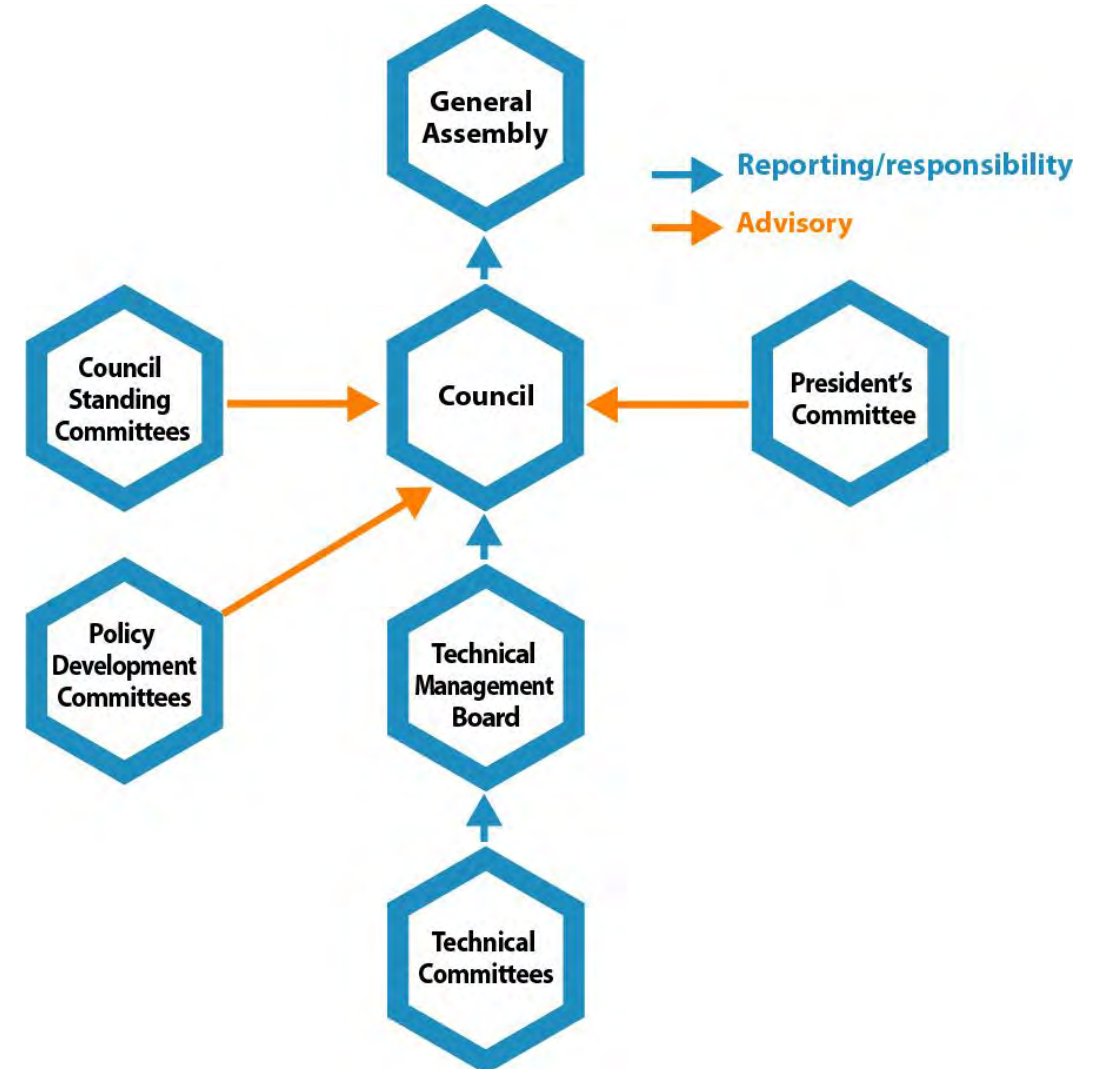 General
Assembly
Reporting/responsibility
Advisory
Council
Standing
Committees
Council
President's
Committee
Policy
Development
Committees
Technical
Management
Board
Technical
Committees